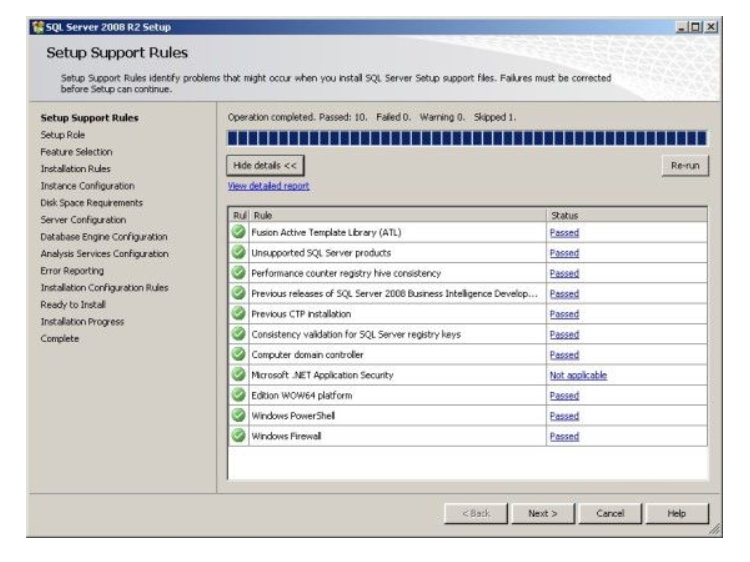 SQL Server 2008 R2 Setup
Setup Support Rules
Setup Support Rules identify problems that might occur when you install SQL Server Setup support files. Failures must be corrected
before Setup can continue.
Setup Support Rules
Setup Role
Feature Selection
Installation Rules
Instance Configuration
Disk Space Requirements
Server Configuration
Database Engine Configuration
Analysis Services Configuration
Error Reporting
Installation Configuration Rules
Ready to Install
Installation Progress
Complete
Operation completed. Passed: 10.   Failed 0.   Warning 0.   Skipped 1.
Hide details <<
Re-run
View detailed report
Rul Rule Status
Fusion Active Template Library (ATL) Passed
Unsupported SQL Server products Passed
Performance counter registry hive consistency Passed
Previous releases of SQL Server 2008 Business Intelligence Develop... Passed
Previous CTP installation Passed
Consistency validation for SQL Server registry keys Passed
Computer domain controller Passed
Microsoft .NET Application Security Not applicable
Edition WOW64 platform Passed
Windows PowerShell Passed
Windows Firewall Passed
< Back Next > Cancel Help